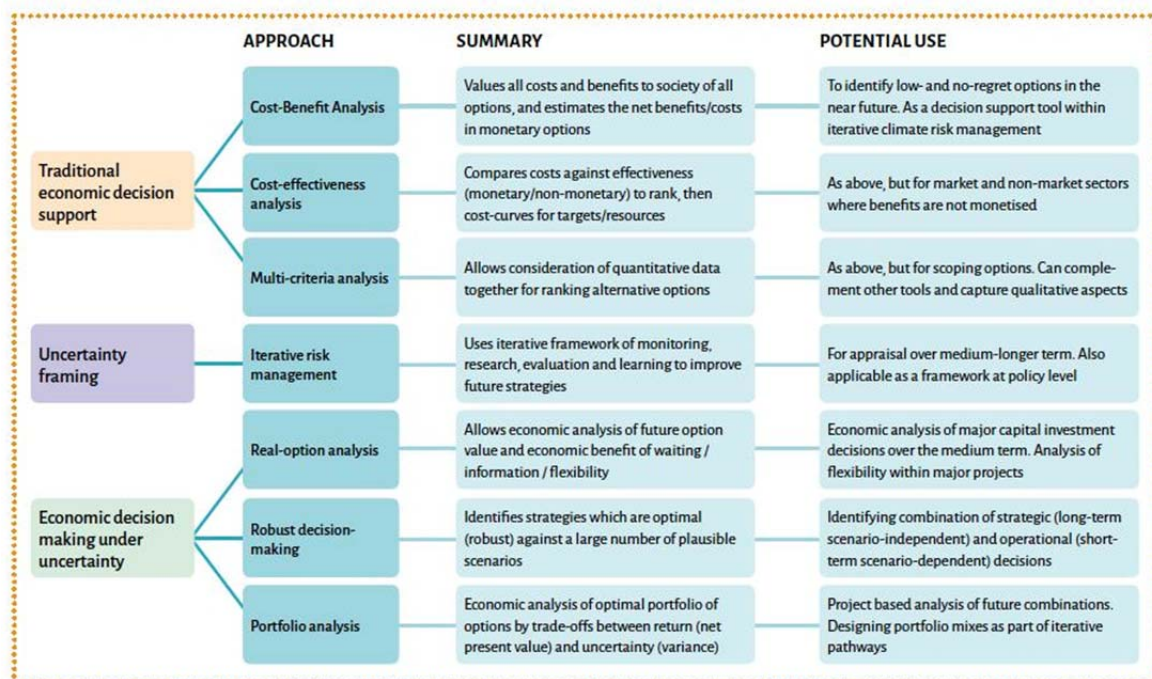 APPROACH
SUMMARY
POTENTIAL USE
Traditional
economic decision
support
Cost-Benefit Analysis
Values all costs and benefits to society of all
options, and estimates the net benefits/costs
in monetary options
To identify low- and no-regret options in the
near future. As a decision support tool within
iterative climate risk management
Cost-effectiveness
analysis
Compares costs against effectiveness
(monetary/non-monetary) to rank, then
cost-curves for targets/resources
As above, but for market and non-market sectors
where benefits are not monetised
Multi-criteria analysis
Allows consideration of quantitative data
together for ranking alternative options
As above, but for scoping options. Can comple-
ment other tools and capture qualitative aspects
Uncertainty
framing
Iterative risk
management
Uses iterative framework of monitoring,
research, evaluation and learning to improve
future strategies
For appraisal over medium-longer term. Also
applicable as a framework at policy level
Economic decision
making under
uncertainty
Real-option analysis
Allows economic analysis of future option
value and economic benefit of waiting /
information / flexibility
Economic analysis of major capital investment
decisions over the medium term. Analysis of
flexibility within major projects
Robust decision-
making
Identifies strategies which are optimal
(robust) against a large number of plausible
scenarios
Identifying combination of strategic (long-term
scenario-independent) and operational (short-
term scenario-dependent) decisions
Portfolio analysis
Economic analysis of optimal portfolio of
options by trade-offs between return (net
present value) and uncertainty (variance)
Project based analysis of future combinations.
Designing portfolio mixes as part of iterative
pathways